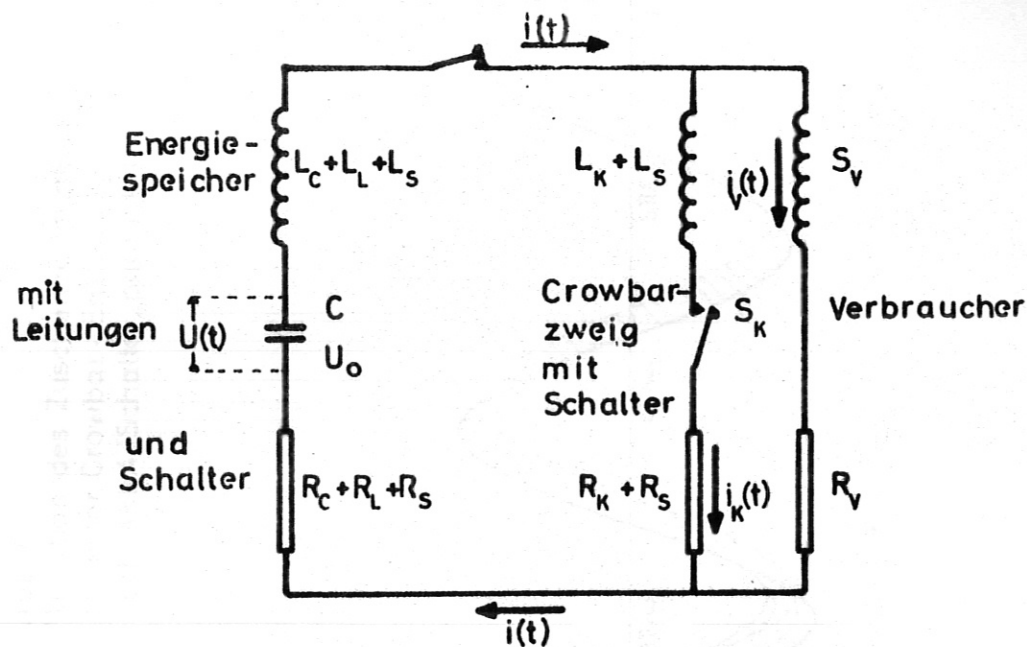 i(t)
Energie-
speicher
L_C+L_L+L_S
L_K+L_S
i_V(t)
S_V
mit
Leitungen
U(t)
C
U_o
Crowbar-
zweig
mit
Schalter
S_K
Verbraucher
und
Schalter
R_C+R_L+R_S
R_K+R_S
i_K(t)
R_V
i(t)